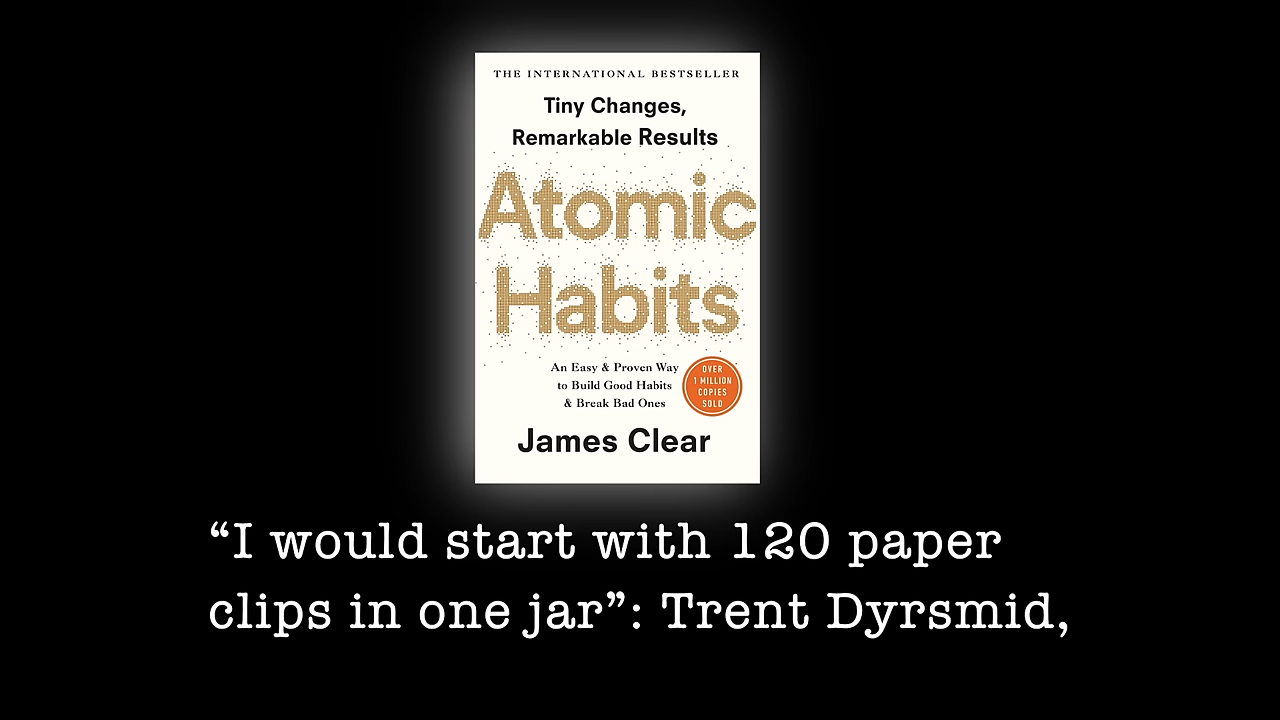 THE INTERNATIONAL BESTSELLER
Tiny Changes,
Remarkable Results
Atomic
Habits
An Easy & Proven Way
to Build Good Habits
& Break Bad Ones
OVER
1 MILLION
COPIES
SOLD
James Clear
“I would start with 120 paper
clips in one jar”: Trent Dyrsmid,